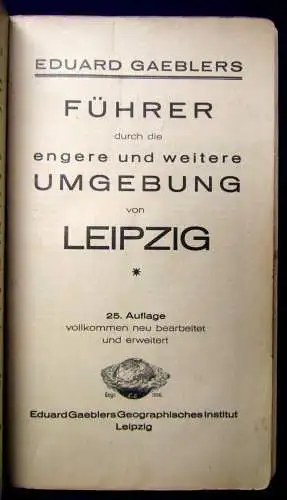 EDUARD GAEBLERS
FÜHRER
durch die
engere und weitere
UMGEBUNG
von
LEIPZIG
*
25. Auflage
vollkommen neu bearbeitet
und erweitert
Eduard Gaeblers Geographisches Institut
Leipzig